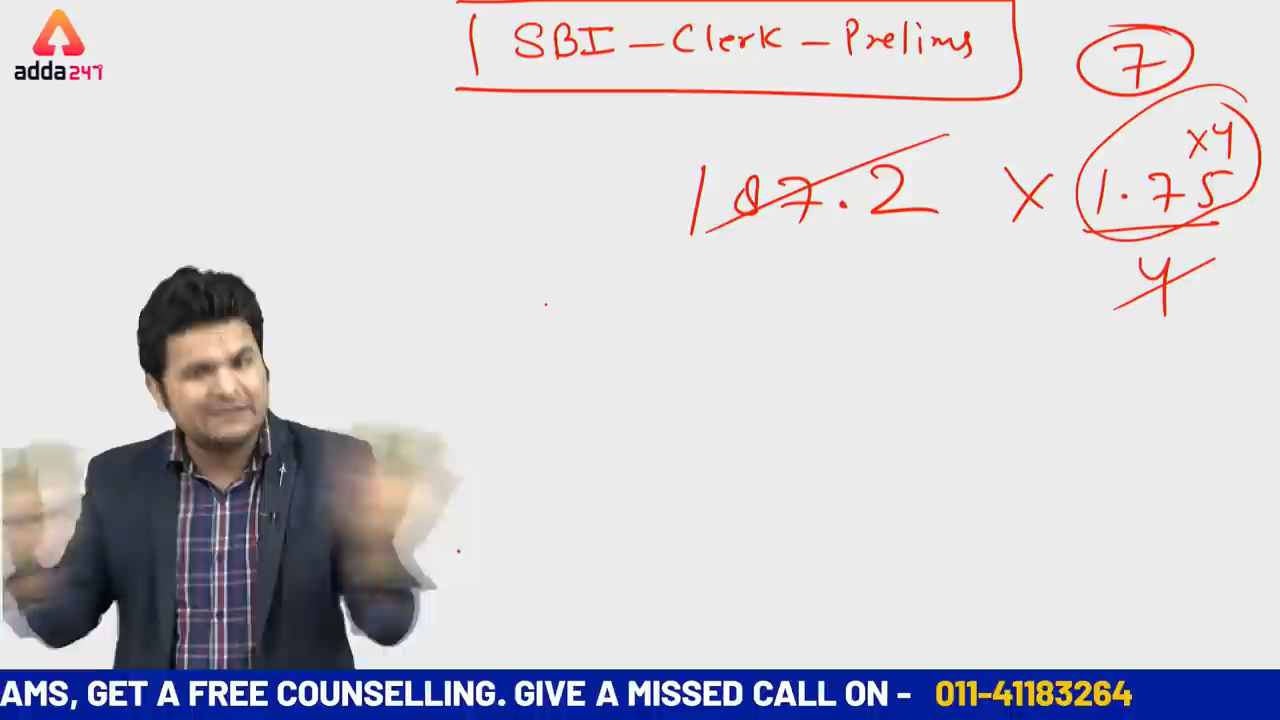 adda247
SBI - Clerk - Prelims
7
×4
187.2 × 1.75
4
AMS, GET A FREE COUNSELLING. GIVE A MISSED CALL ON - 011-41183264